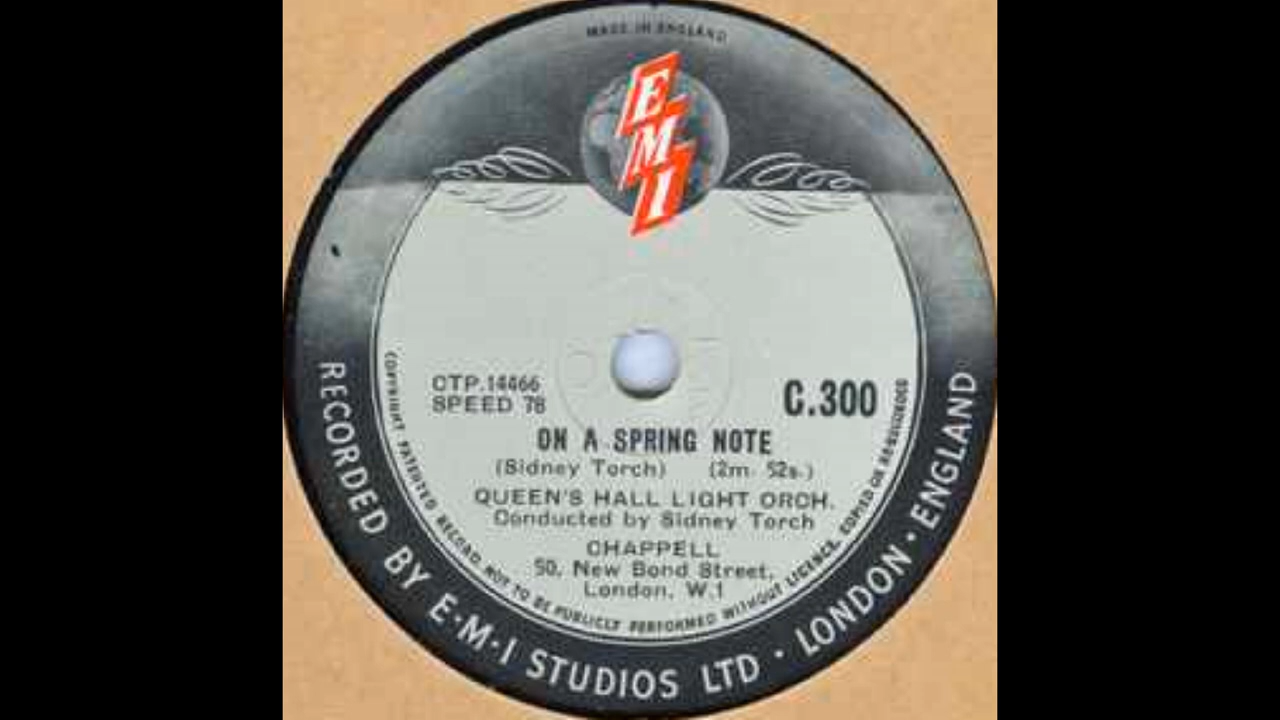 MADE IN ENGLAND
EMI
CTP.14466
SPEED 78
C.300
ON A SPRING NOTE
(Sidney Torch) (2m. 52s.)
QUEEN'S HALL LIGHT ORCH.
Conducted by Sidney Torch
CHAPPELL
50, New Bond Street,
London, W.1
COPYRIGHT PATENTED RECORD. NOT TO BE PUBLICLY PERFORMED WITHOUT LICENCE, COPIED OR REPRODUCED
RECORDED BY E·M·I STUDIOS LTD · LONDON · ENGLAND